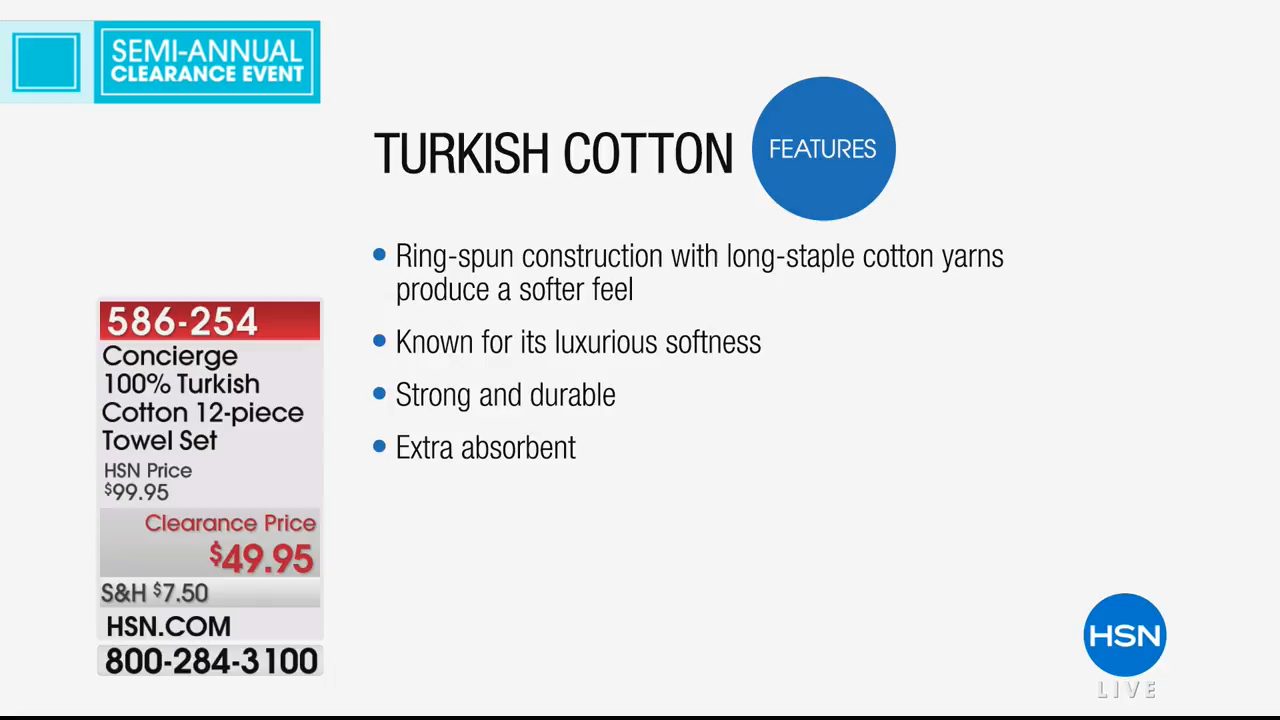 SEMI-ANNUAL
CLEARANCE EVENT
TURKISH COTTON
FEATURES
• Ring-spun construction with long-staple cotton yarns
produce a softer feel
• Known for its luxurious softness
• Strong and durable
• Extra absorbent
586-254
Concierge
100% Turkish
Cotton 12-piece
Towel Set
HSN Price
$99.95
Clearance Price
$49.95
S&H $7.50
HSN.COM
800-284-3100
HSN
LIVE